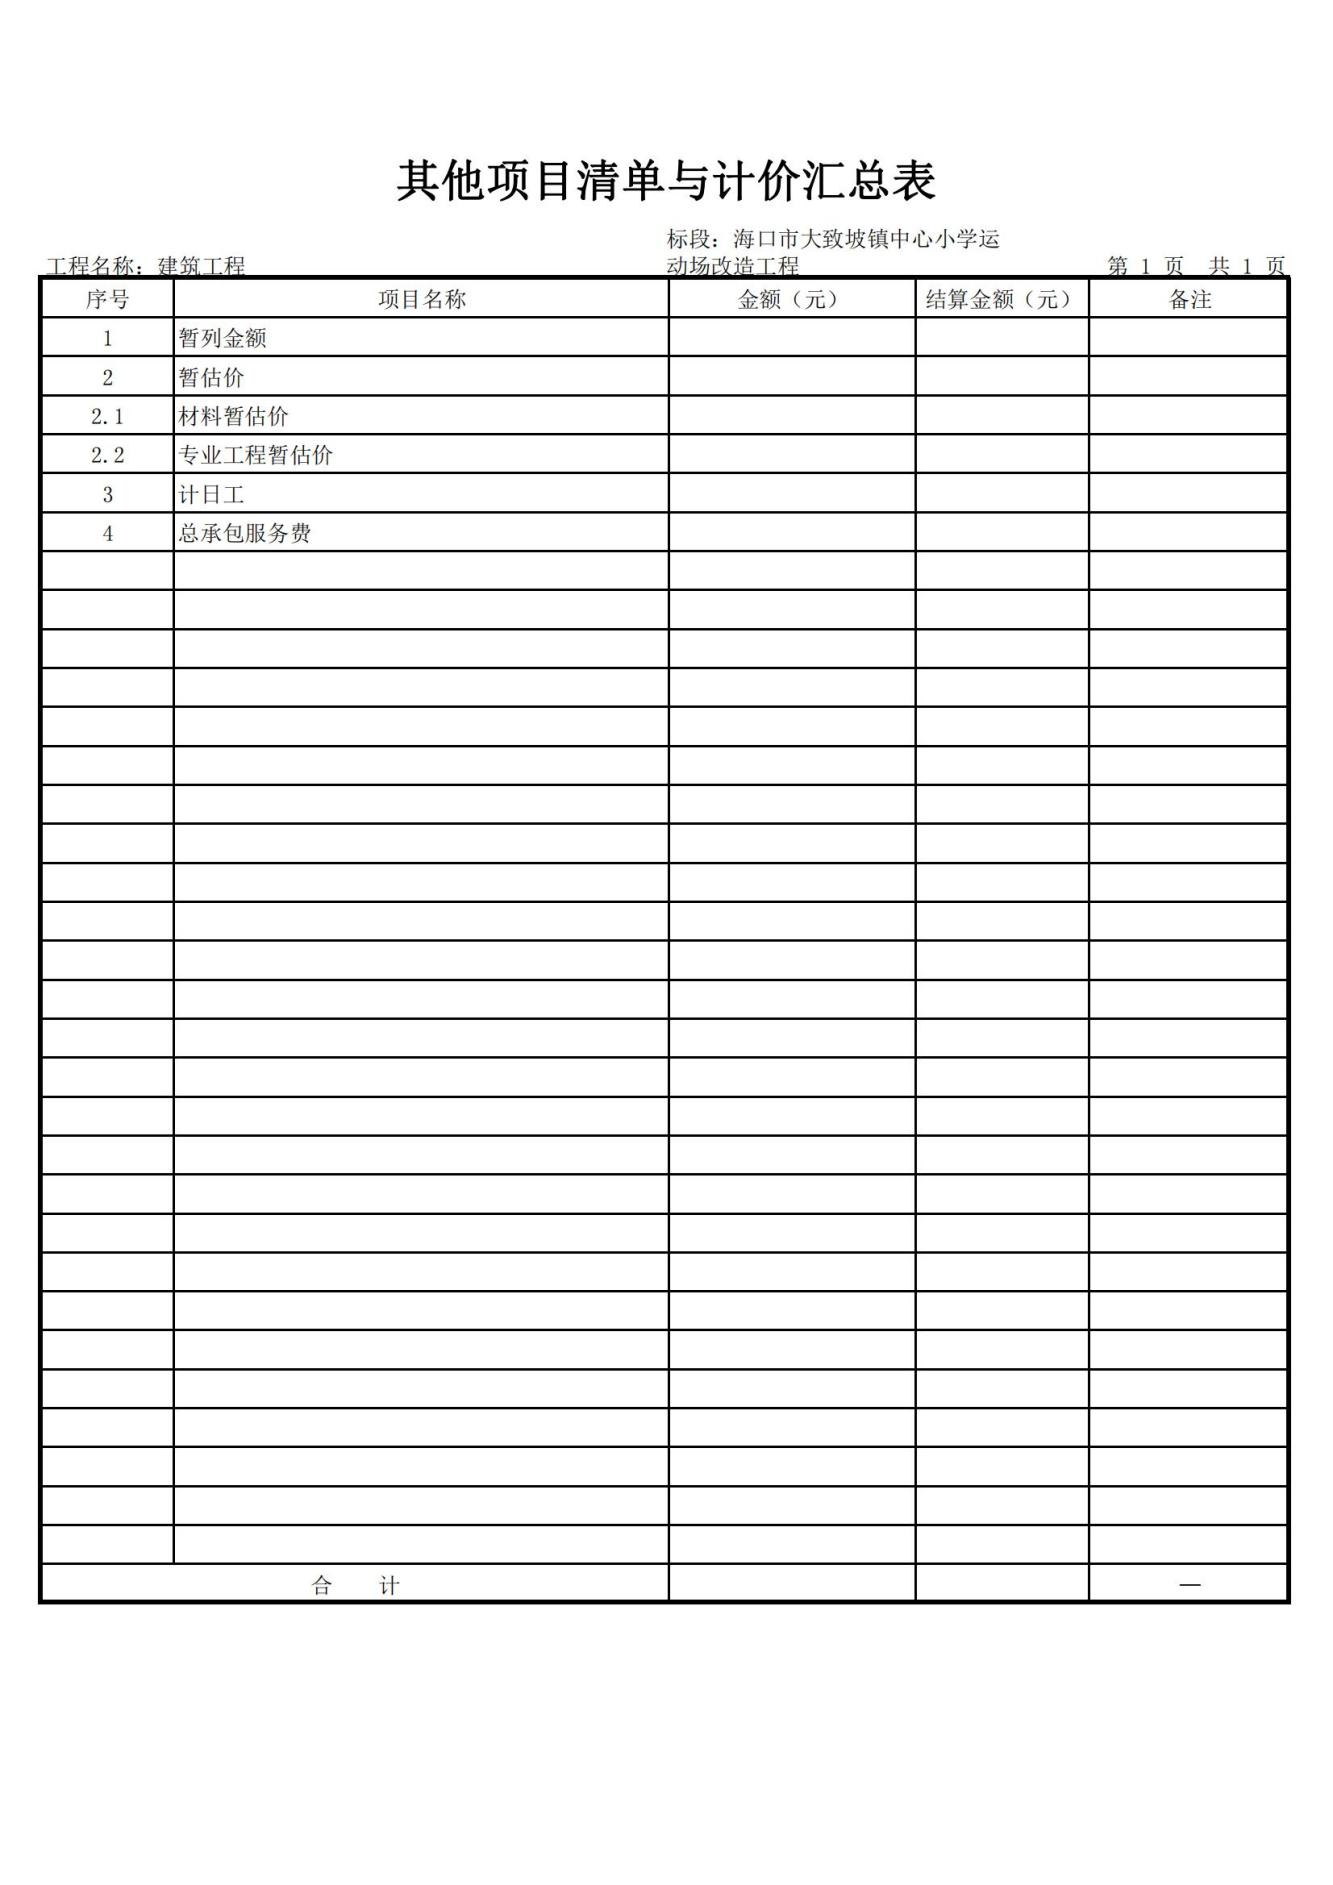 其他项目清单与计价汇总表
标段：海口市大致坡镇中心小学运
工程名称：建筑工程 动场改造工程 第 1 页 共 1 页
序号 项目名称 金额（元） 结算金额（元） 备注
1 暂列金额
2 暂估价
2.1 材料暂估价
2.2 专业工程暂估价
3 计日工
4 总承包服务费
合 计 —